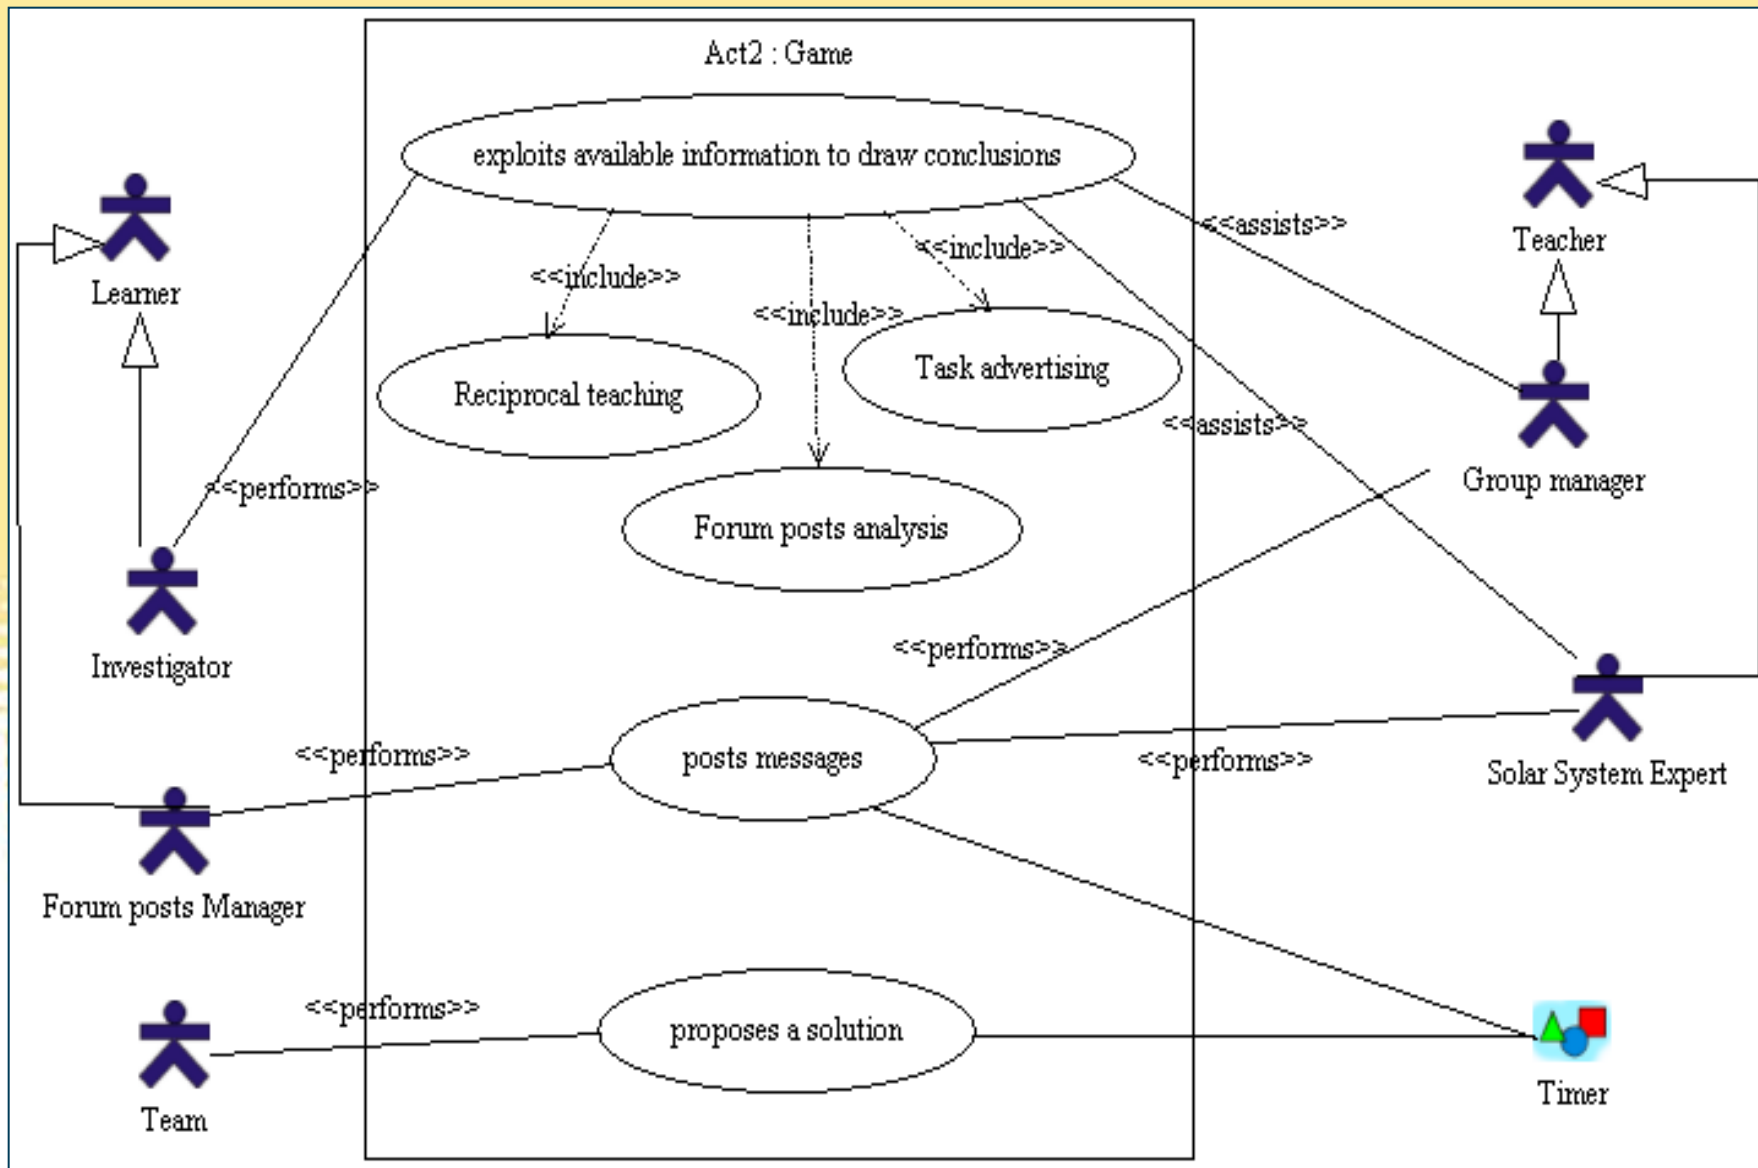 Act2 : Game
exploits available information to draw conclusions
<<assists>>
Teacher
Learner
<<include>>
<<include>>
<<include>>
Task advertising
Reciprocal teaching
<<assists>>
Group manager
<<performs>>
Forum posts analysis
Investigator
<<performs>>
<<performs>>
posts messages
<<performs>>
Solar System Expert
Forum posts Manager
<<performs>>
proposes a solution
Team
Timer